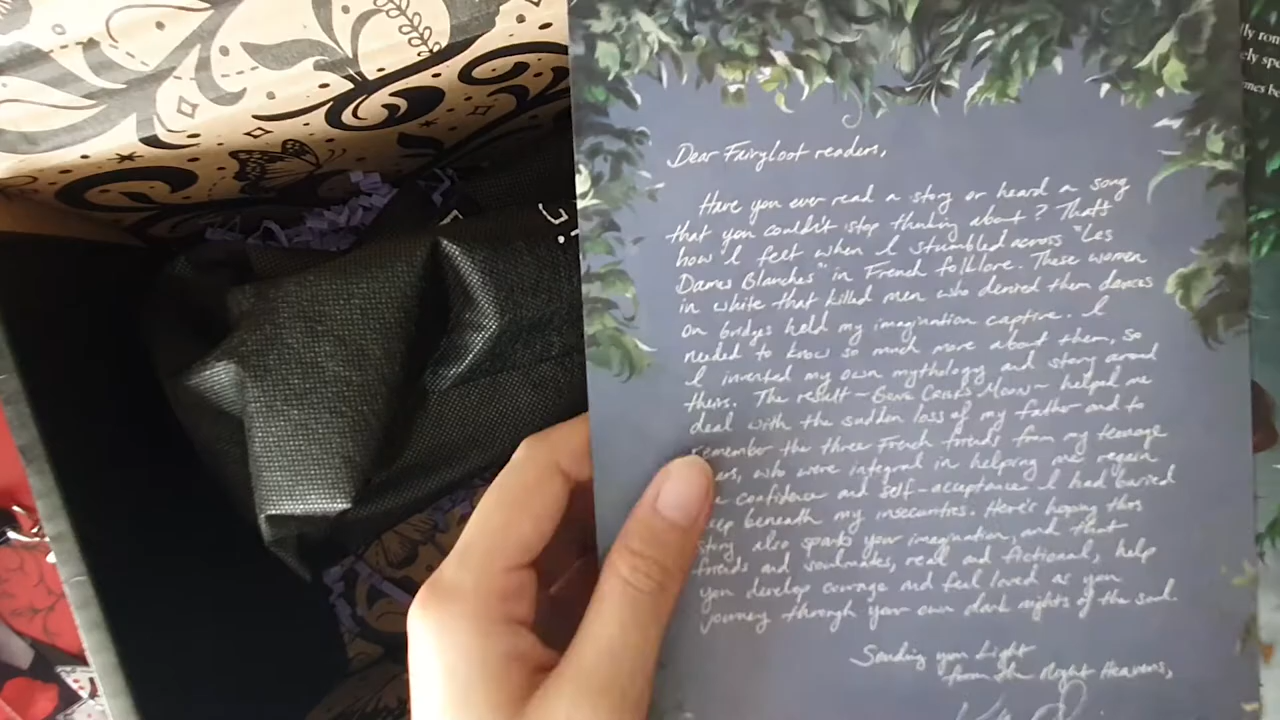 Dear Fairyloot readers,
Have you ever read a story or heard a song
that you couldn't stop thinking about? That's
how I felt when I stumbled across "Les
Dames Blanches" in French folklore. These women
in white that killed men who denied them dances
on bridges held my imagination captive. I
needed to know so much more about them, so
I invented my own mythology and story around
theirs. The result - Bone Crier's Moon - helped me
deal with the sudden loss of my father and to
remember the three French friends from my teenage
years, who were integral in helping me regain
confidence and self-acceptance I had buried
beneath my insecurities. Here's hoping this
story also sparks your imagination, and that
friends and soulmates, real and fictional, help
you develop courage and feel loved as you
journey through your own dark nights of the soul.
Sending you Light
from the Night Heavens,